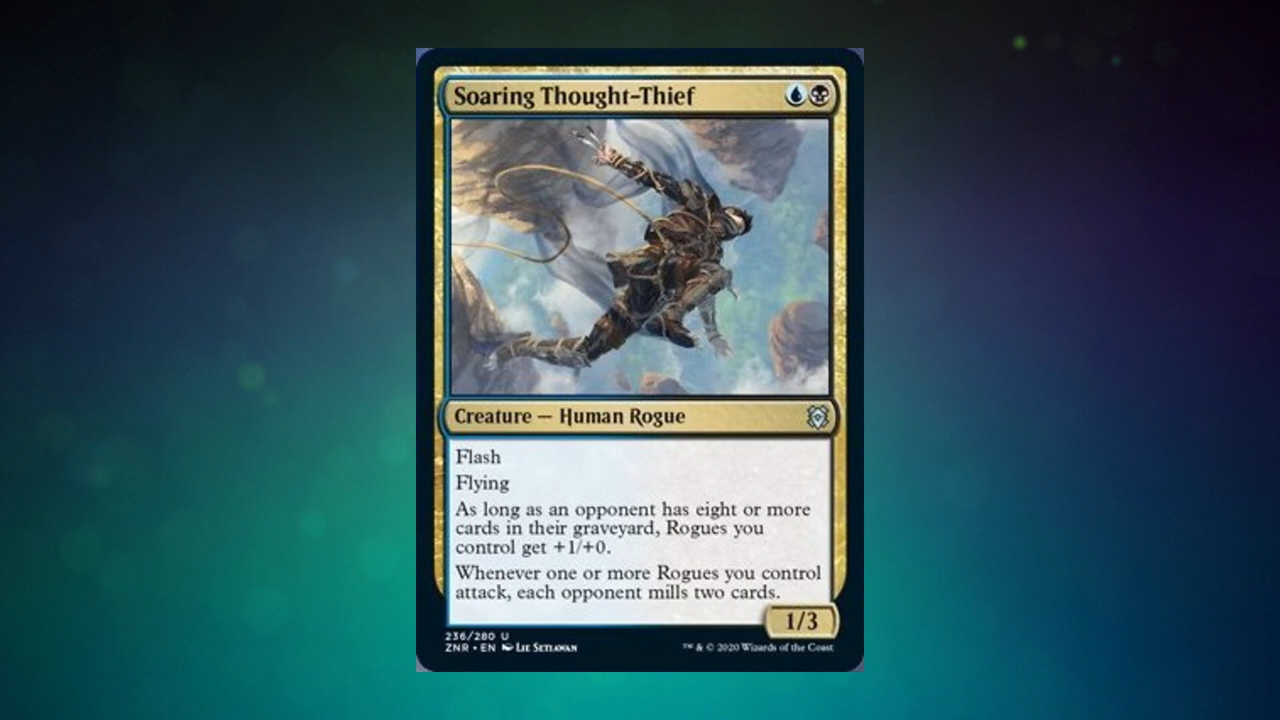 Soaring Thought-Thief
Creature — Human Rogue
Flash
Flying
As long as an opponent has eight or more
cards in their graveyard, Rogues you
control get +1/+0.
Whenever one or more Rogues you control
attack, each opponent mills two cards.
1/3
236/280 U
ZNR • EN Lie Setiawan
™ & © 2020 Wizards of the Coast